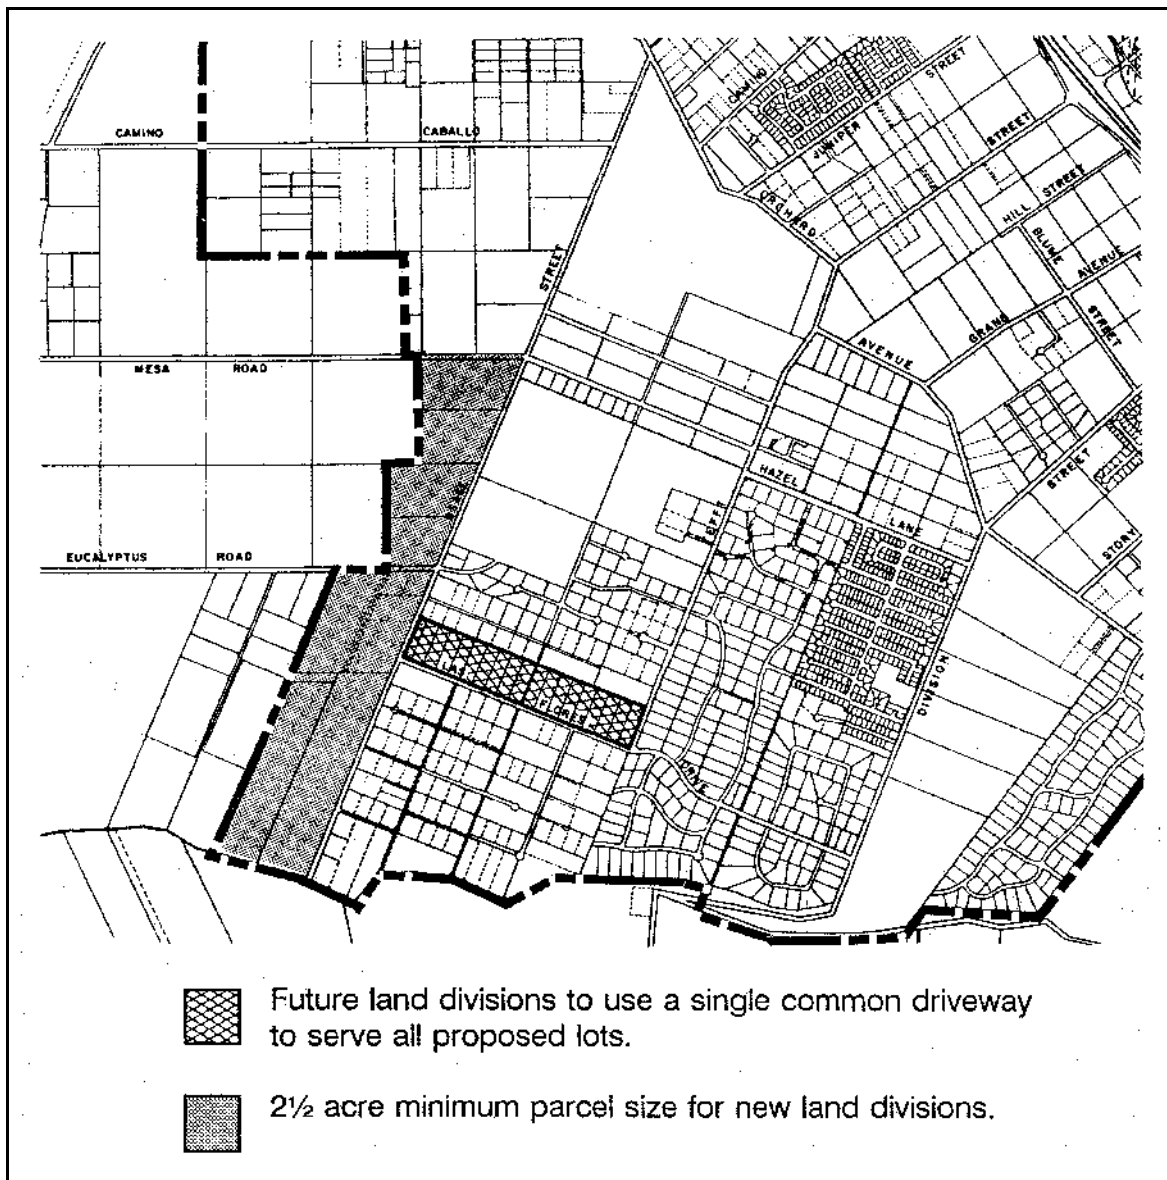 CAMINO
CABALLO
CAMINO
STREET
JUNIPER
STREET
ORCHARD
HILL STREET
BLUME
STREET
GRAND AVENUE
STREET
AVENUE
MESA ROAD
HAZEL LANE
STREET
STORY
EUCALYPTUS ROAD
LAS FLORES
DRIVE
DIVISION
Future land divisions to use a single common driveway
to serve all proposed lots.
2½ acre minimum parcel size for new land divisions.